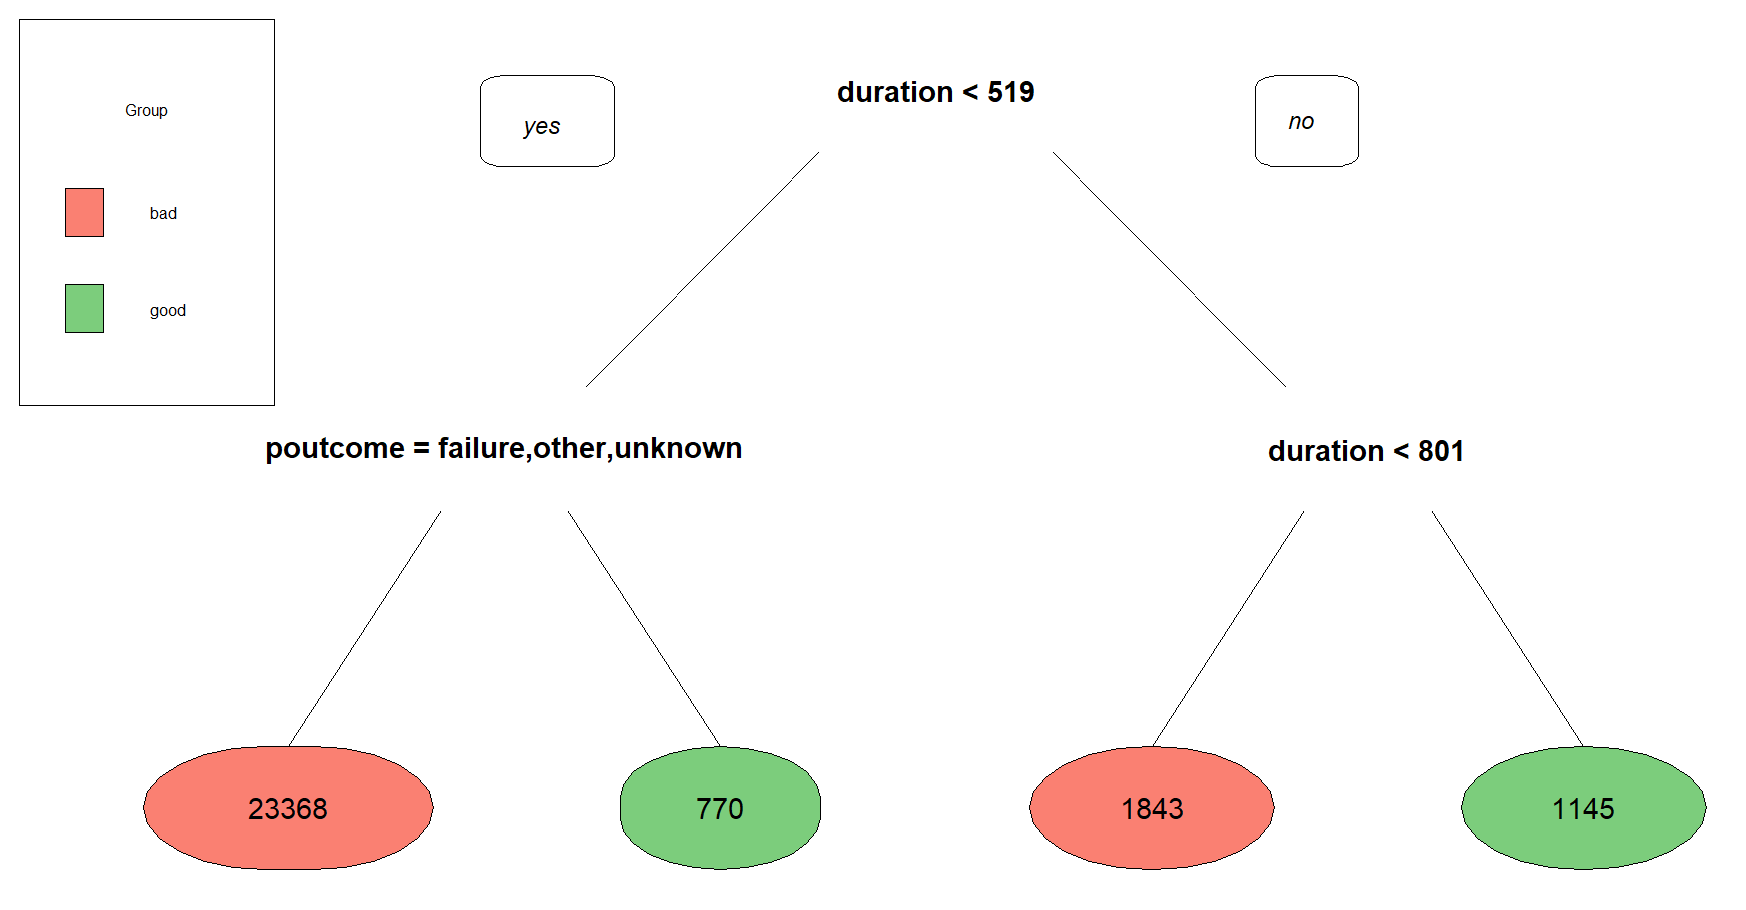 Group
bad
good
yes
duration < 519
no
poutcome = failure,other,unknown
duration < 801
23368
770
1843
1145